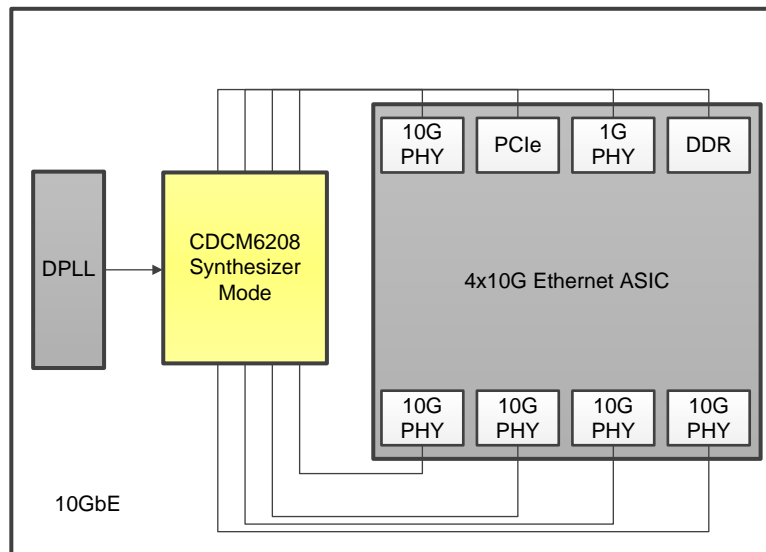 10G
PHY
PCIe
1G
PHY
DDR
DPLL
CDCM6208
Synthesizer
Mode
4x10G Ethernet ASIC
10G
PHY
10G
PHY
10G
PHY
10G
PHY
10GbE